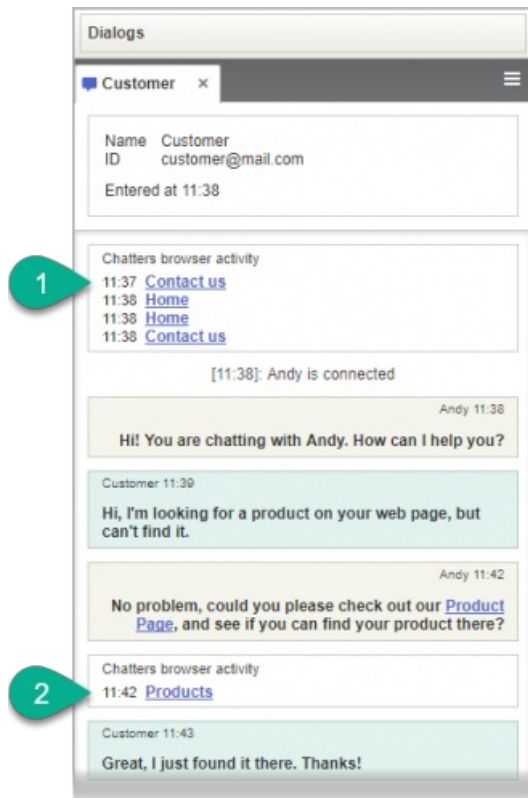 Dialogs
Customer ×
Name Customer
ID customer@mail.com
Entered at 11:38
Chatters browser activity
1
11:37 Contact us
11:38 Home
11:38 Home
11:38 Contact us
[11:38]: Andy is connected
Andy 11:38
Hi! You are chatting with Andy. How can I help you?
Customer 11:39
Hi, I'm looking for a product on your web page, but
can't find it.
Andy 11:42
No problem, could you please check out our Product
Page, and see if you can find your product there?
Chatters browser activity
2
11:42 Products
Customer 11:43
Great, I just found it there. Thanks!